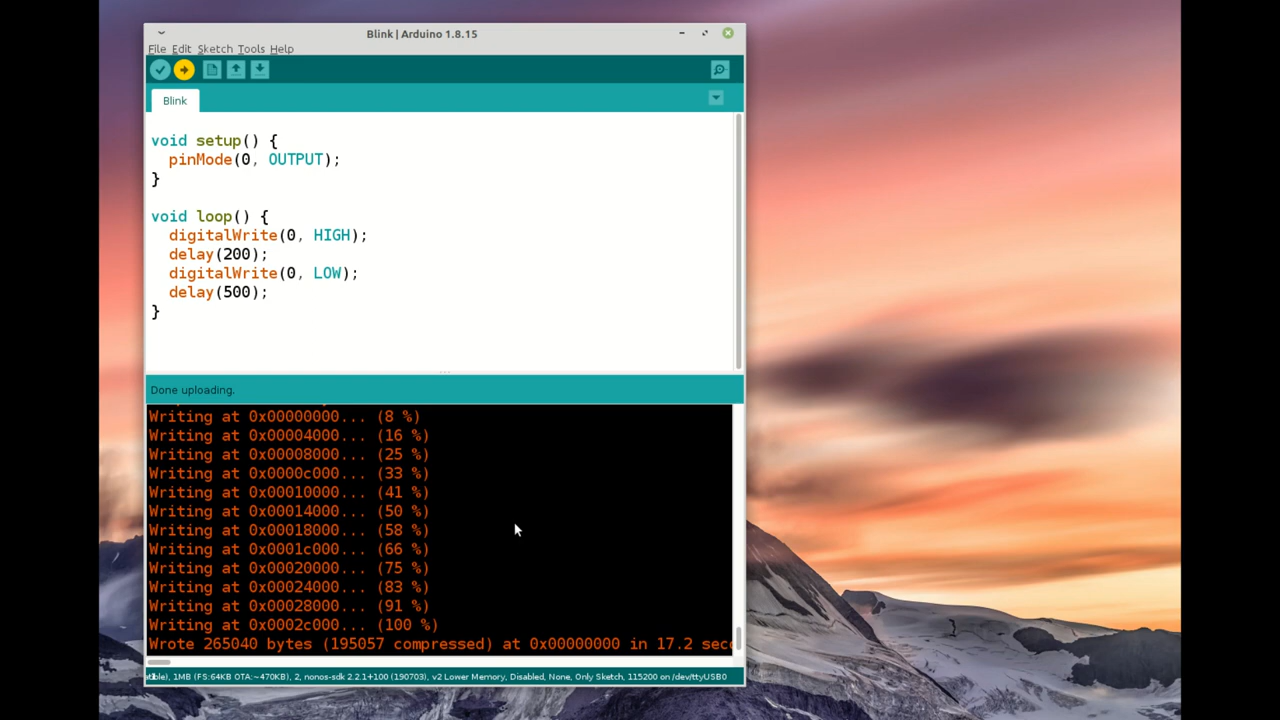 Blink | Arduino 1.8.15
File Edit Sketch Tools Help
Blink
void setup() {
  pinMode(0, OUTPUT);
}
void loop() {
  digitalWrite(0, HIGH);
  delay(200);
  digitalWrite(0, LOW);
  delay(500);
}
Done uploading.
Writing at 0x00000000... (8 %)
Writing at 0x00004000... (16 %)
Writing at 0x00008000... (25 %)
Writing at 0x0000c000... (33 %)
Writing at 0x00010000... (41 %)
Writing at 0x00014000... (50 %)
Writing at 0x00018000... (58 %)
Writing at 0x0001c000... (66 %)
Writing at 0x00020000... (75 %)
Writing at 0x00024000... (83 %)
Writing at 0x00028000... (91 %)
Writing at 0x0002c000... (100 %)
Wrote 265040 bytes (195057 compressed) at 0x00000000 in 17.2 sec
1MB (FS:64KB OTA:~470KB), 2, nonos-sdk 2.2.1+100 (190703), v2 Lower Memory, Disabled, None, Only Sketch, 115200 on /dev/ttyUSB0